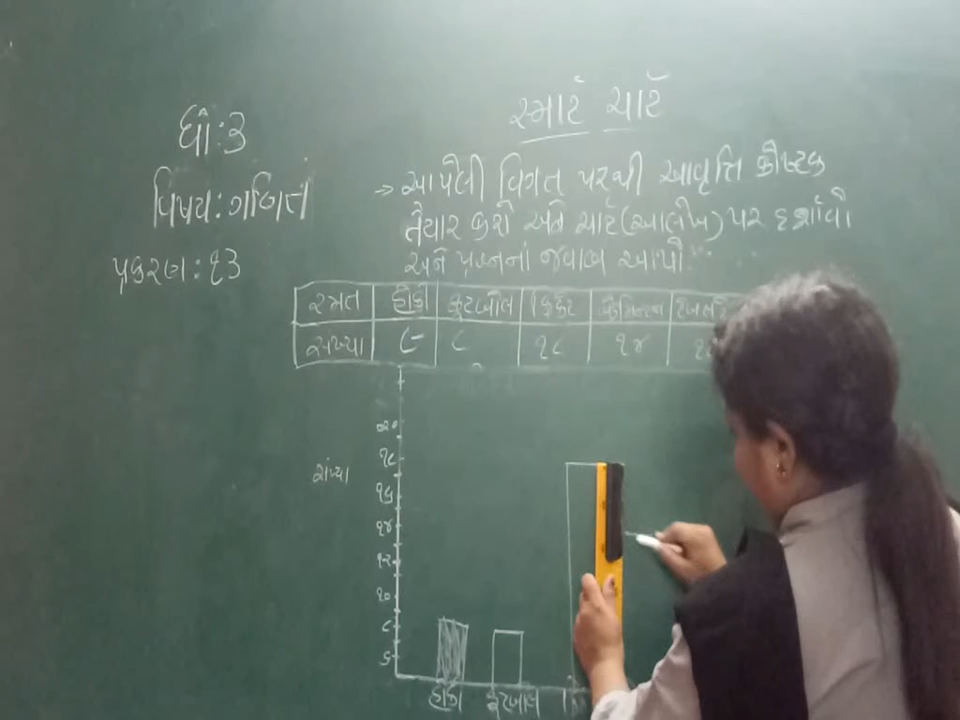 સ્માર્ટ ચાર્ટ
ધો:૩
વિષય:ગણિત
પ્રકરણ:૧૩
→ આપેલી વિગત પરથી આવૃત્તિ કોષ્ટક
તૈયાર કરો અને ચાર્ટ(આલેખ) પર દર્શાવો
અને પ્રશ્નનાં જવાબ આપો.
રમત હોકી ફુટબોલ ક્રિકેટ બેડમિન્ટન
સંખ્યા ૯ ૮ ૧૮ ૧૪
૨૦
૧૮
સંખ્યા
૧૬
૧૪
૧૨
૧૦
૮
૬
હોકી ફુટબોલ